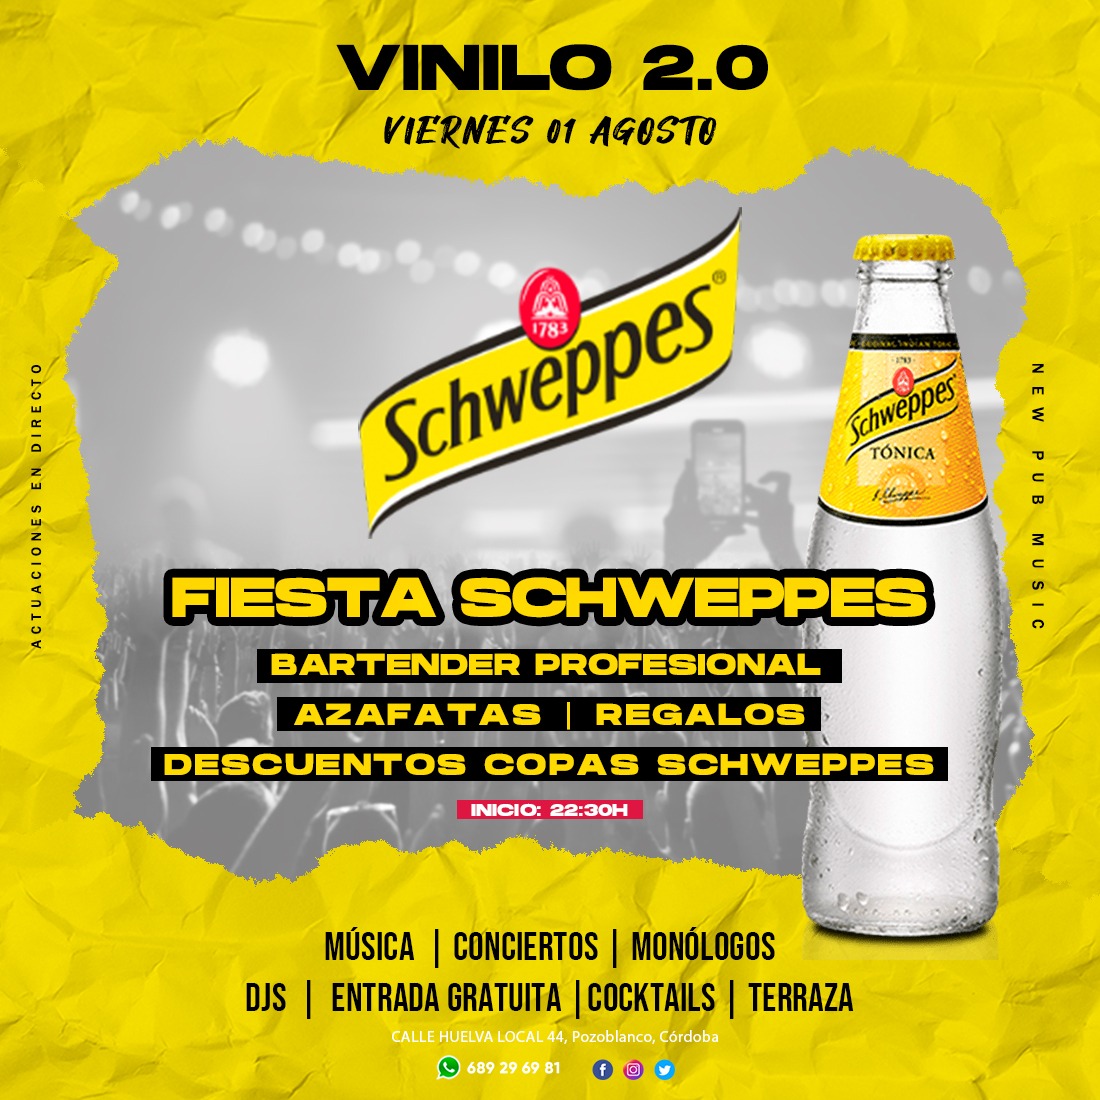 VINILO 2.0
VIERNES 01 AGOSTO
ACTUACIONES EN DIRECTO
1783
Schweppes®
1783
Schweppes
TÓNICA
NEW PUB MUSIC
FIESTA SCHWEPPES
BARTENDER PROFESIONAL
AZAFATAS | REGALOS
DESCUENTOS COPAS SCHWEPPES
INICIO: 22:30H
MÚSICA | CONCIERTOS | MONÓLOGOS
DJS | ENTRADA GRATUITA | COCKTAILS | TERRAZA
CALLE HUELVA LOCAL 44, Pozoblanco, Córdoba
689 29 69 81